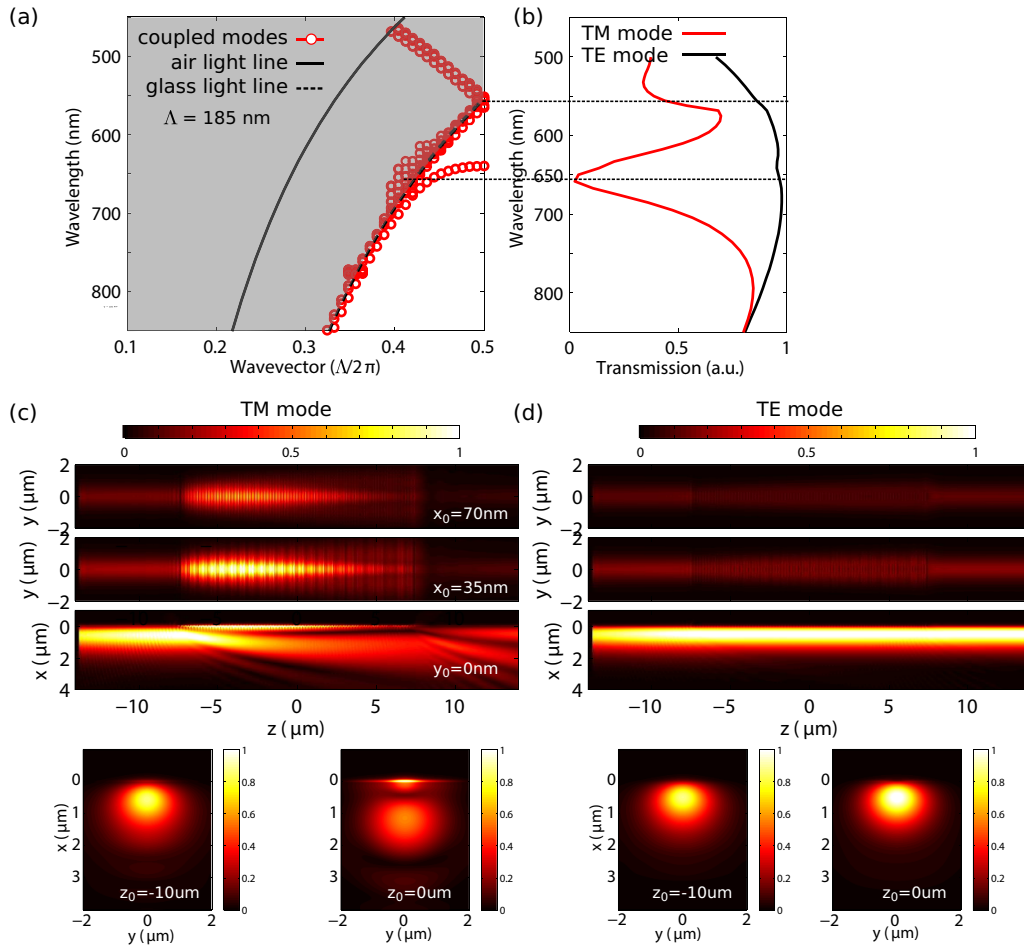 (a)
coupled modes
air light line
glass light line
Λ = 185 nm
500
600
700
800
Wavelength (nm)
0.1
0.2
0.3
0.4
0.5
Wavevector (Λ/2π)
(b)
TM mode
TE mode
500
600
650
700
800
Wavelength (nm)
0
0.5
1
Transmission (a.u.)
(c)
TM mode
0
0.5
1
2
0
−2
y (μm)
x0=70nm
0
−2
y (μm)
x0=35nm
0
2
4
x (μm)
y0=0nm
−10
−5
0
5
10
z (μm)
(d)
TE mode
0
0.5
1
2
0
−2
y (μm)
0
2
y (μm)
0
2
4
x (μm)
−10
−5
0
5
10
z (μm)
0
1
2
3
x (μm)
z0=-10um
−2
0
2
y (μm)
1
0.8
0.6
0.4
0.2
0
0
1
2
3
z0=0um
−2
0
2
y (μm)
1
0.8
0.6
0.4
0.2
0
0
1
2
3
x (μm)
z0=-10um
−2
0
2
y (μm)
1
0.8
0.6
0.4
0.2
0
0
1
2
3
z0=0um
−2
0
2
y (μm)
1
0.8
0.6
0.4
0.2
0